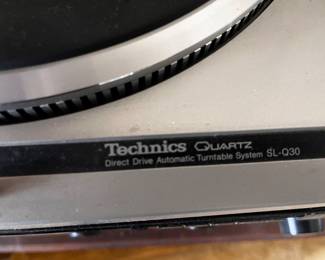 Technics QUARTZ
Direct Drive Automatic Turntable System SL-Q30